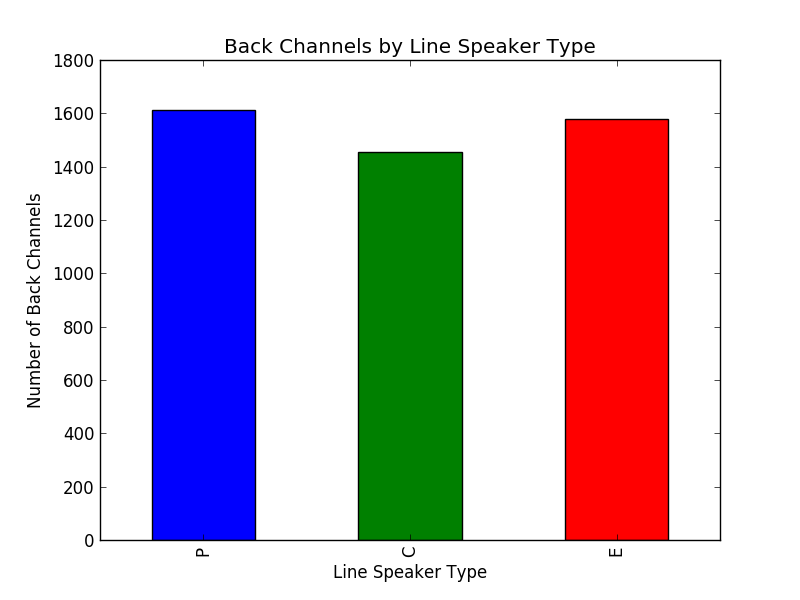 Back Channels by Line Speaker Type
Number of Back Channels
1800
1600
1400
1200
1000
800
600
400
200
0
P
C
E
Line Speaker Type